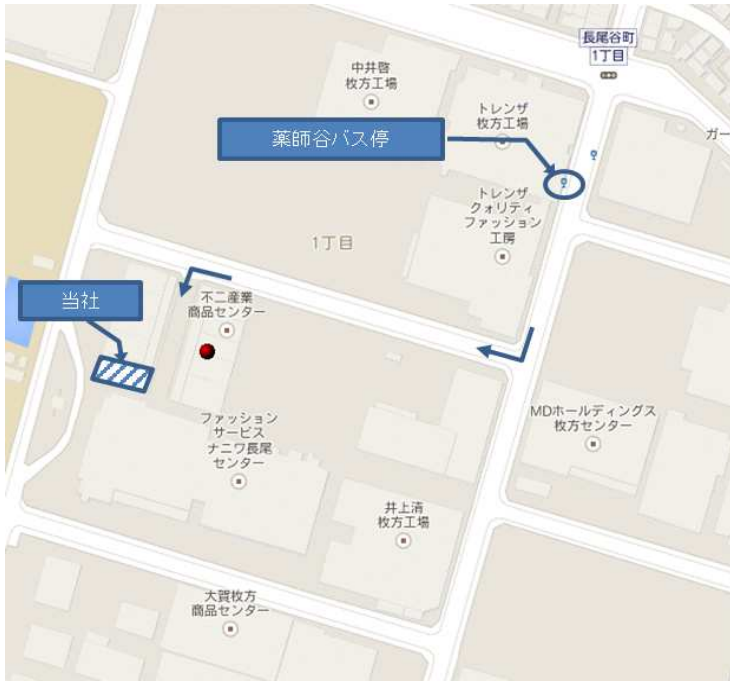 長尾谷町
1丁目
中井啓
枚方工場
トレンザ
枚方工場
ガー
薬師谷バス停
トレンザ
クォリティ
ファッション
工房
1丁目
当社
不二産業
商品センター
MDホールディングス
枚方センター
ファッション
サービス
ナニワ長尾
センター
井上清
枚方工場
大賀枚方
商品センター